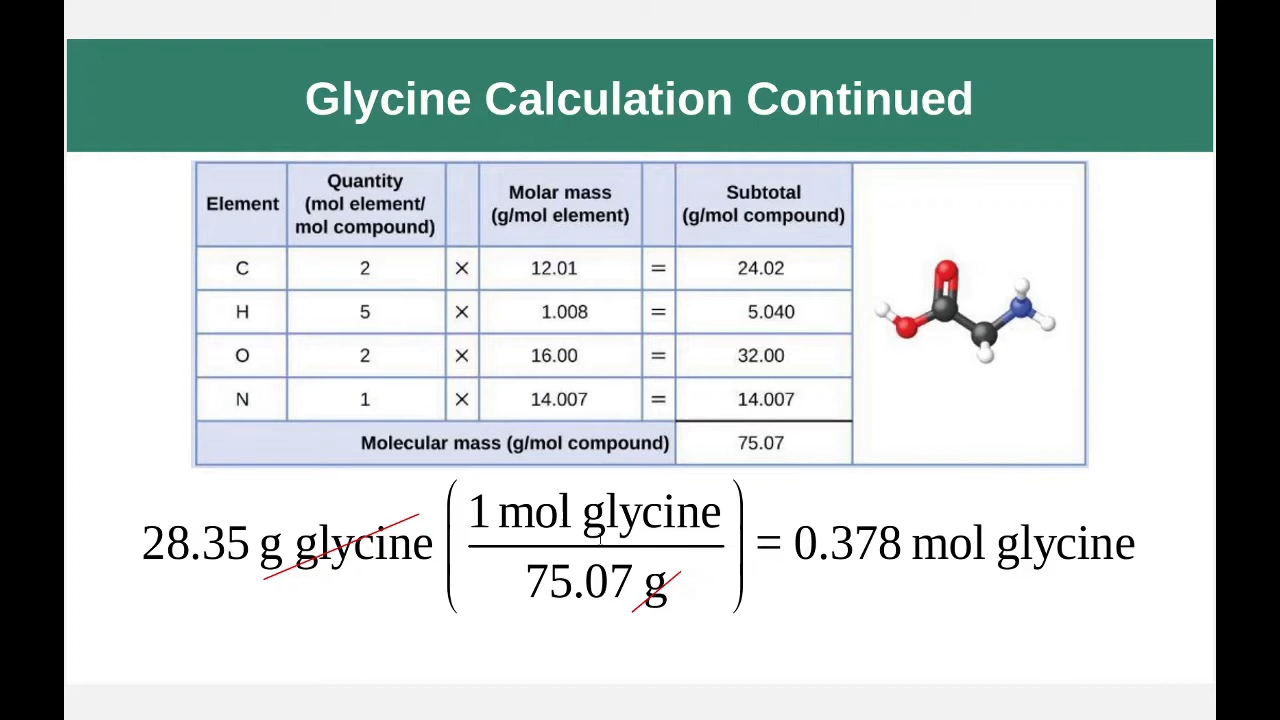 Glycine Calculation Continued
Element Quantity (mol element/ mol compound) Molar mass (g/mol element) Subtotal (g/mol compound)
C 2 × 12.01 = 24.02
H 5 × 1.008 = 5.040
O 2 × 16.00 = 32.00
N 1 × 14.007 = 14.007
Molecular mass (g/mol compound) 75.07
28.35 g glycine (1 mol glycine / 75.07 g) = 0.378 mol glycine